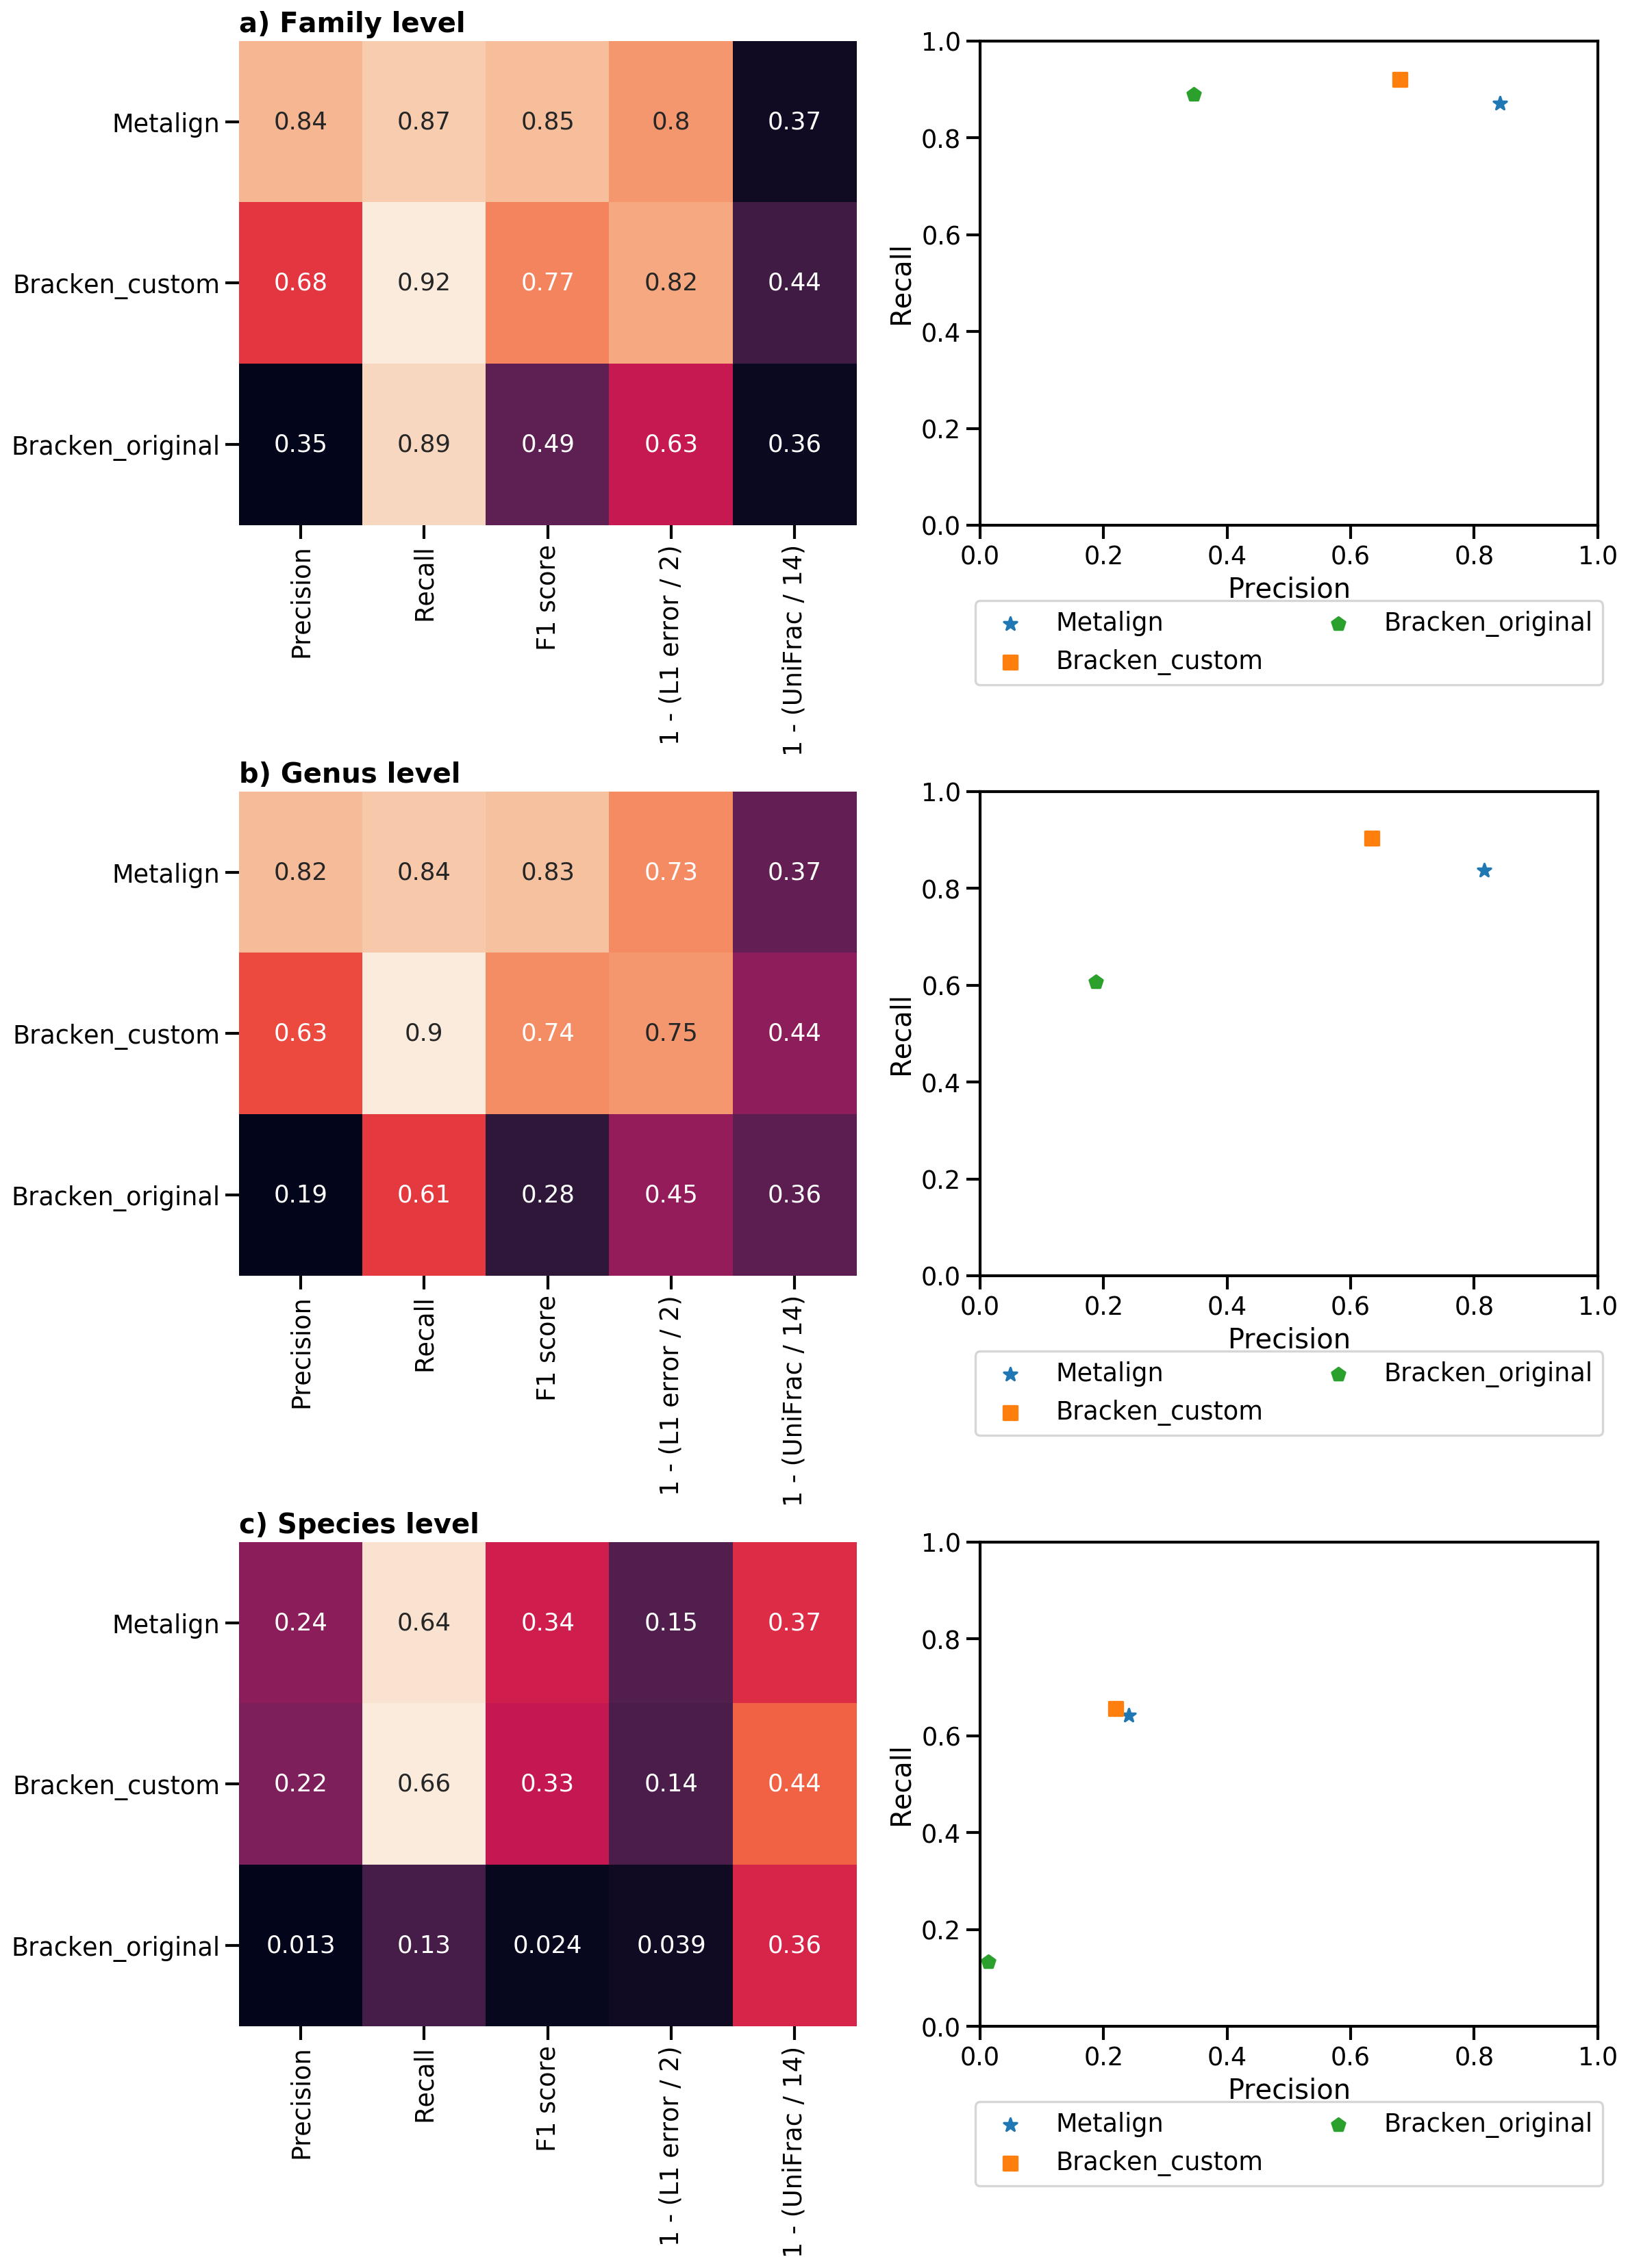 a) Family level
Metalign 0.84 0.87 0.85 0.8 0.37
Bracken_custom 0.68 0.92 0.77 0.82 0.44
Bracken_original 0.35 0.89 0.49 0.63 0.36
Precision
Recall
F1 score
1 - (L1 error / 2)
1 - (UniFrac / 14)
1.0
0.8
0.6
0.4
0.2
0.0
Recall
0.0 0.2 0.4 0.6 0.8 1.0
Precision
Metalign Bracken_original
Bracken_custom
b) Genus level
Metalign 0.82 0.84 0.83 0.73 0.37
Bracken_custom 0.63 0.9 0.74 0.75 0.44
Bracken_original 0.19 0.61 0.28 0.45 0.36
Precision
Recall
F1 score
1 - (L1 error / 2)
1 - (UniFrac / 14)
1.0
0.8
0.6
0.4
0.2
0.0
Recall
0.0 0.2 0.4 0.6 0.8 1.0
Precision
Metalign Bracken_original
Bracken_custom
c) Species level
Metalign 0.24 0.64 0.34 0.15 0.37
Bracken_custom 0.22 0.66 0.33 0.14 0.44
Bracken_original 0.013 0.13 0.024 0.039 0.36
Precision
Recall
F1 score
1 - (L1 error / 2)
1 - (UniFrac / 14)
1.0
0.8
0.6
0.4
0.2
0.0
Recall
0.0 0.2 0.4 0.6 0.8 1.0
Precision
Metalign Bracken_original
Bracken_custom